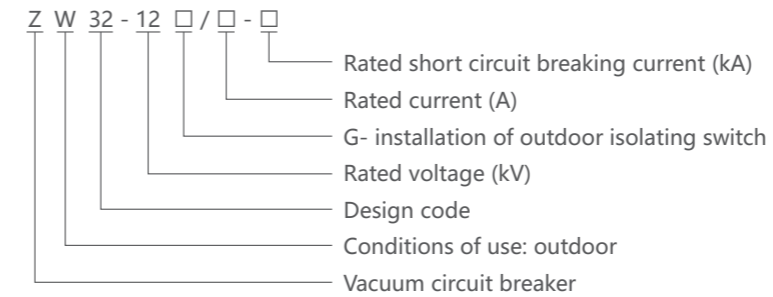 Z W 32 - 12 □ / □ - □
Rated short circuit breaking current (kA)
Rated current (A)
G- installation of outdoor isolating switch
Rated voltage (kV)
Design code
Conditions of use: outdoor
Vacuum circuit breaker